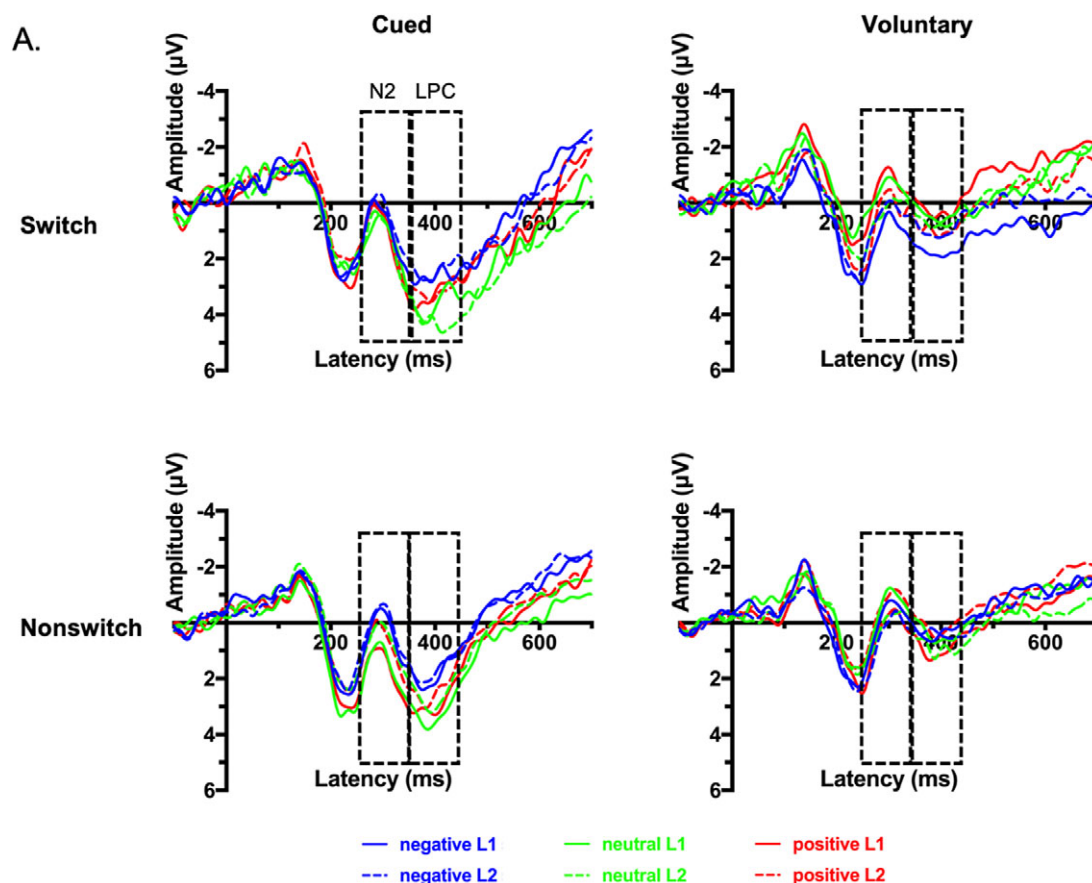 A.
Cued
Voluntary
Switch
Amplitude (µV)
-4
-2
2
4
6
N2
LPC
200
400
600
Latency (ms)
Amplitude (µV)
-4
-2
2
4
6
200
400
600
Latency (ms)
Nonswitch
Amplitude (µV)
-4
-2
2
4
6
200
400
600
Latency (ms)
Amplitude (µV)
-4
-2
2
4
6
200
400
600
Latency (ms)
negative L1
neutral L1
positive L1
negative L2
neutral L2
positive L2